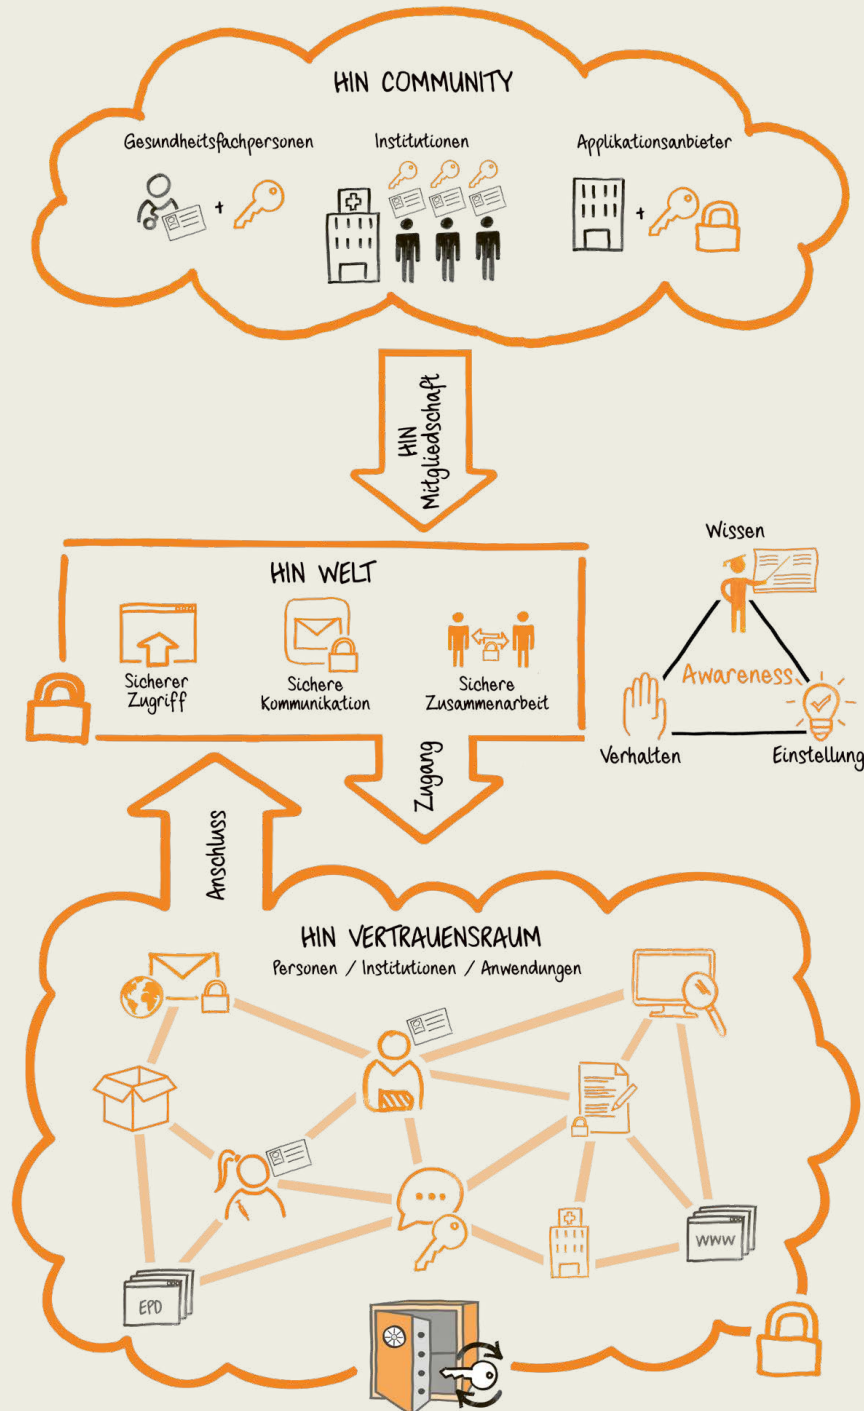 HIN COMMUNITY
Gesundheitsfachpersonen
Institutionen
Applikationsanbieter
HIN
Mitgliedschaft
HIN WELT
Sicherer
Zugriff
Sichere
Kommunikation
Sichere
Zusammenarbeit
Wissen
Awareness
Verhalten
Einstellung
Zugang
Anschluss
HIN VERTRAUENSRAUM
Personen / Institutionen / Anwendungen
WWW
EPD